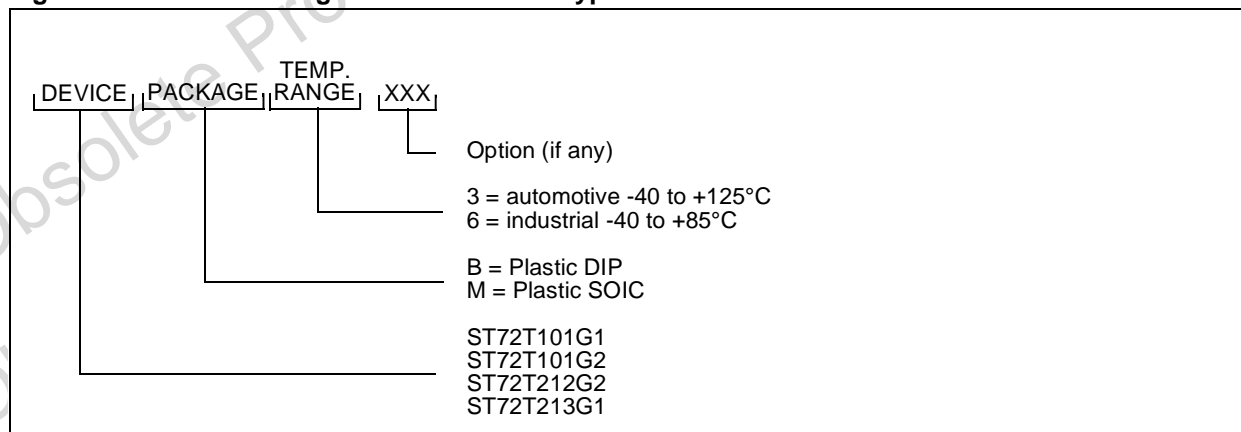 DEVICE PACKAGE TEMP. RANGE XXX
Option (if any)
3 = automotive -40 to +125°C
6 = industrial -40 to +85°C
B = Plastic DIP
M = Plastic SOIC
ST72T101G1
ST72T101G2
ST72T212G2
ST72T213G1